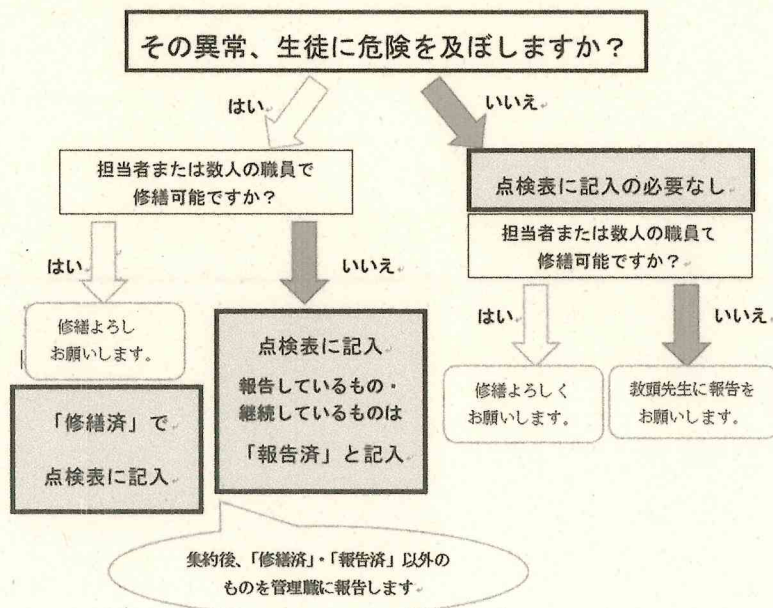 その異常、生徒に危険を及ぼしますか？
はい
いいえ
担当者または数人の職員で
修繕可能ですか？
点検表に記入の必要なし
担当者または数人の職員て
修繕可能ですか？
はい
いいえ
はい
いいえ
修繕よろし
お願いします。
点検表に記入
報告しているもの・
継続しているものは
「報告済」と記入
修繕よろしく
お願いします。
教頭先生に報告を
お願いします。
「修繕済」で
点検表に記入
集約後、「修繕済」・「報告済」以外の
ものを管理職に報告します